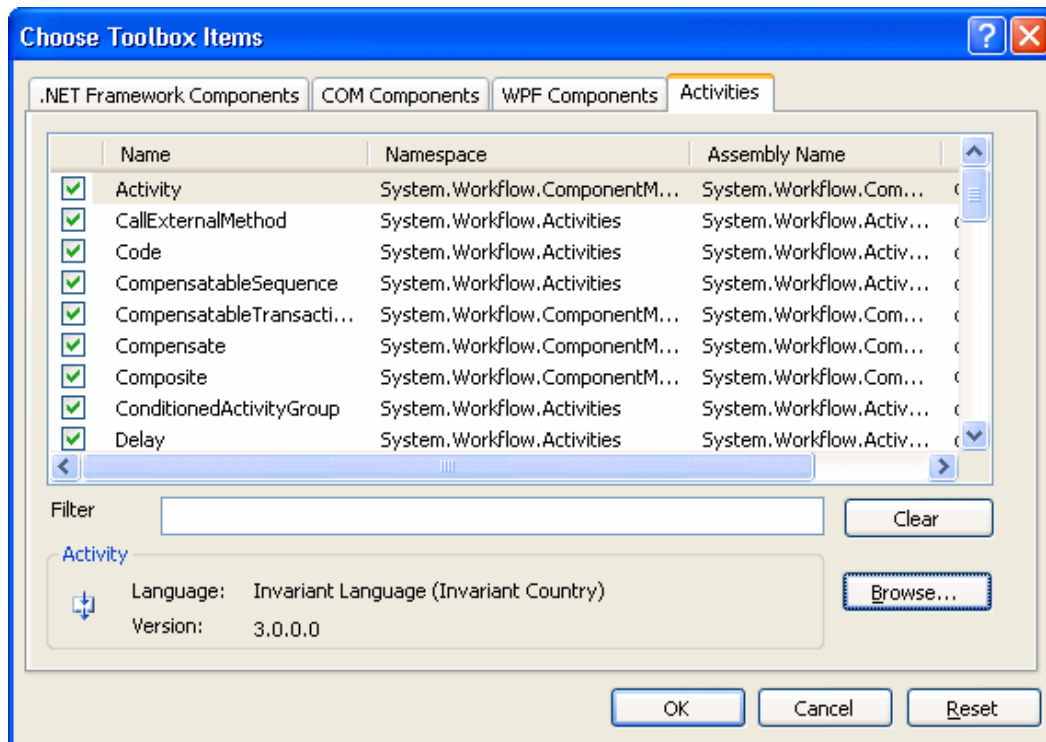 Choose Toolbox Items
.NET Framework Components COM Components WPF Components Activities
Name Namespace Assembly Name
Activity System.Workflow.ComponentM... System.Workflow.Com...
CallExternalMethod System.Workflow.Activities System.Workflow.Activ...
Code System.Workflow.Activities System.Workflow.Activ...
CompensatableSequence System.Workflow.Activities System.Workflow.Activ...
CompensatableTransacti... System.Workflow.ComponentM... System.Workflow.Com...
Compensate System.Workflow.ComponentM... System.Workflow.Com...
Composite System.Workflow.ComponentM... System.Workflow.Com...
ConditionedActivityGroup System.Workflow.Activities System.Workflow.Activ...
Delay System.Workflow.Activities System.Workflow.Activ...
Filter Clear
Activity
Language: Invariant Language (Invariant Country) Browse...
Version: 3.0.0.0
OK Cancel Reset